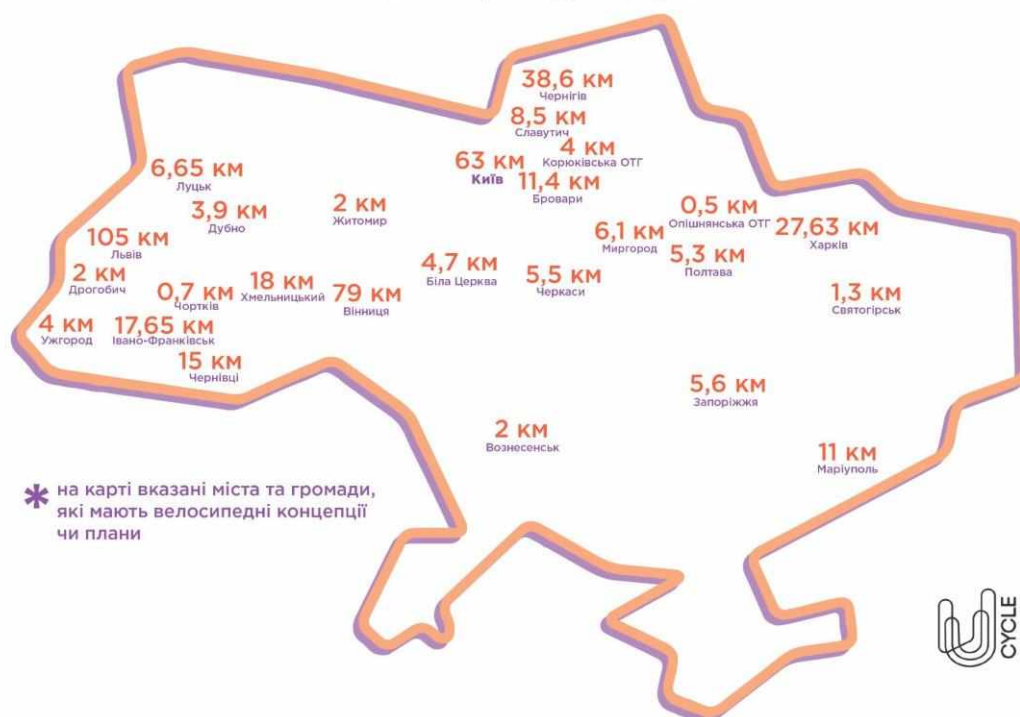 38,6 км
Чернігів
8,5 км
Славутич
4 км
Корюківська ОТГ
63 км
Київ
11,4 км
Бровари
6,65 км
Луцьк
3,9 км
Дубно
2 км
Житомир
0,5 км
Опішнянська ОТГ
27,63 км
Харків
6,1 км
Миргород
5,3 км
Полтава
105 км
Львів
2 км
Дрогобич
0,7 км
Чортків
18 км
Хмельницький
79 км
Вінниця
4,7 км
Біла Церква
5,5 км
Черкаси
1,3 км
Святогірськ
4 км
Ужгород
17,65 км
Івано-Франківськ
15 км
Чернівці
5,6 км
Запоріжжя
2 км
Вознесенськ
11 км
Маріуполь
* на карті вказані міста та громади,
які мають велосипедні концепції
чи плани
U
CYCLE